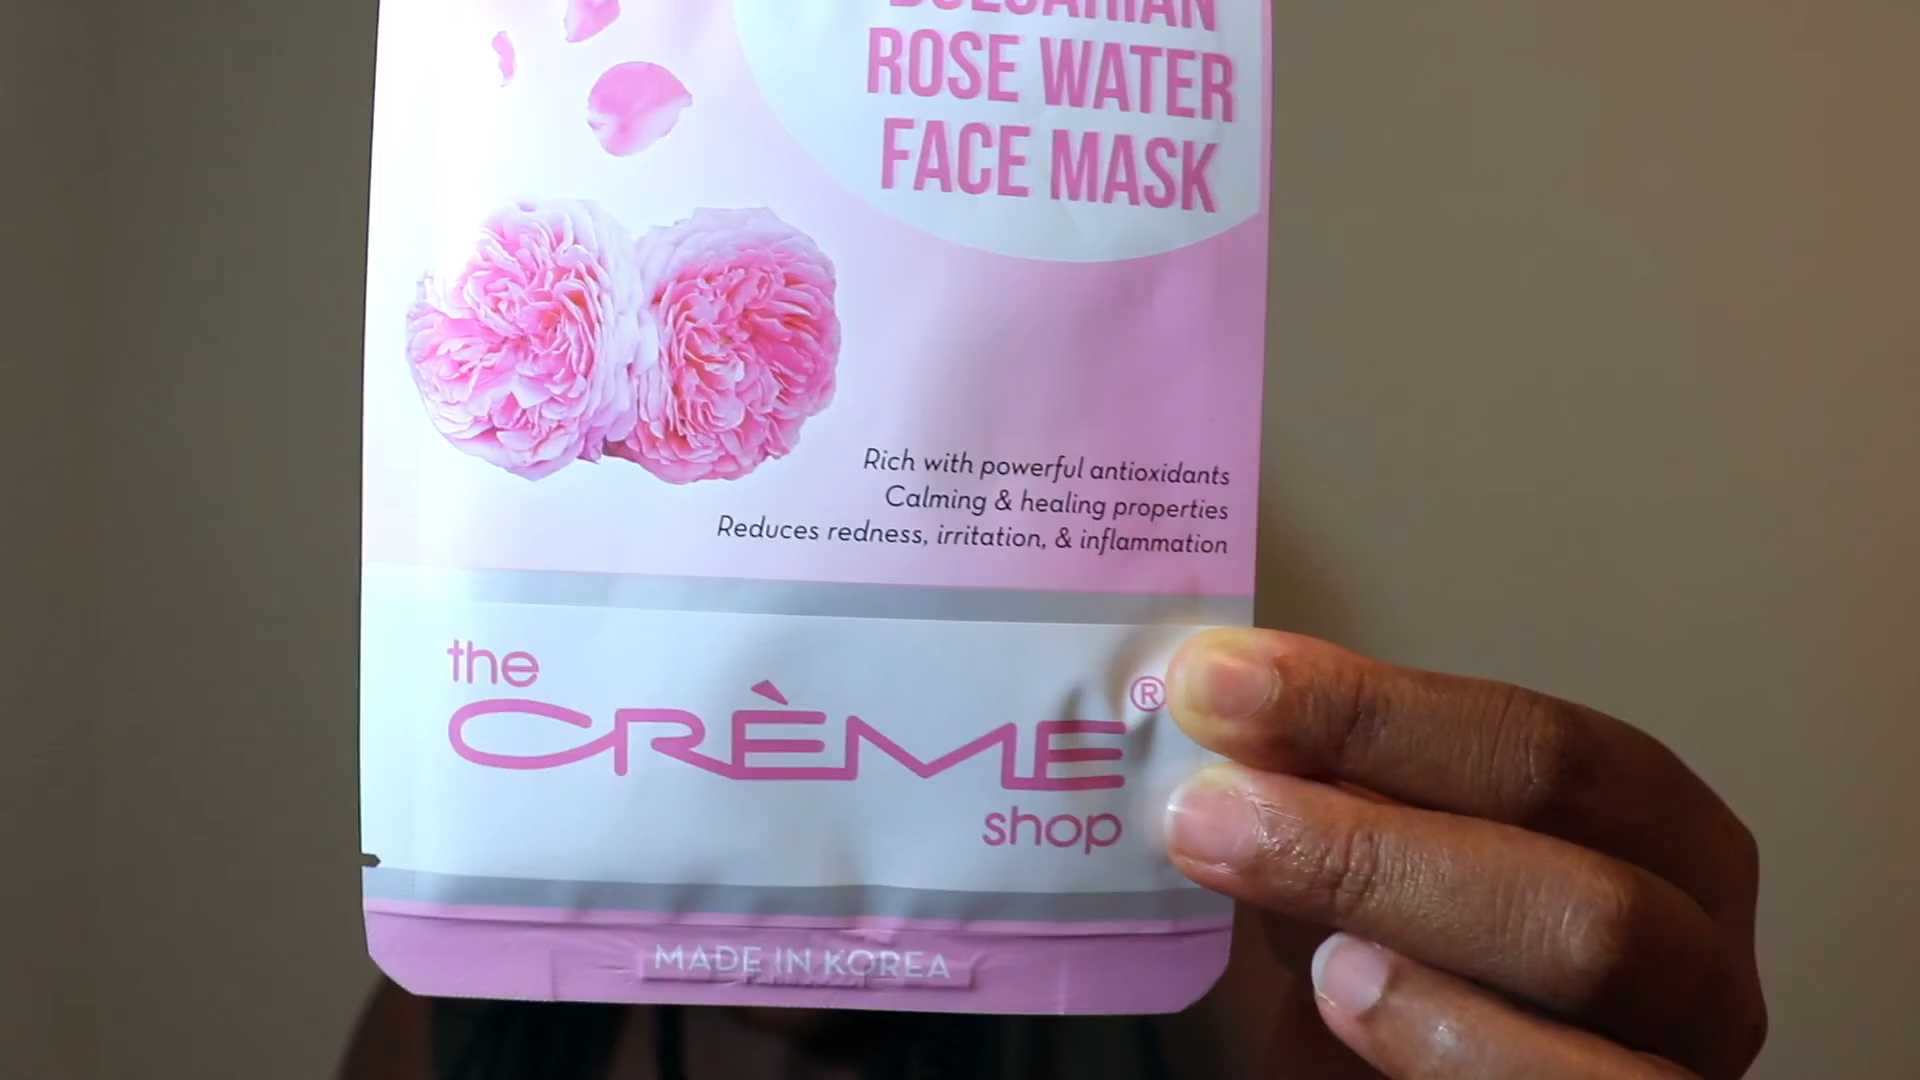 BULGARIAN
ROSE WATER
FACE MASK
Rich with powerful antioxidants
Calming & healing properties
Reduces redness, irritation, & inflammation
the
CRÈME®
shop
MADE IN KOREA